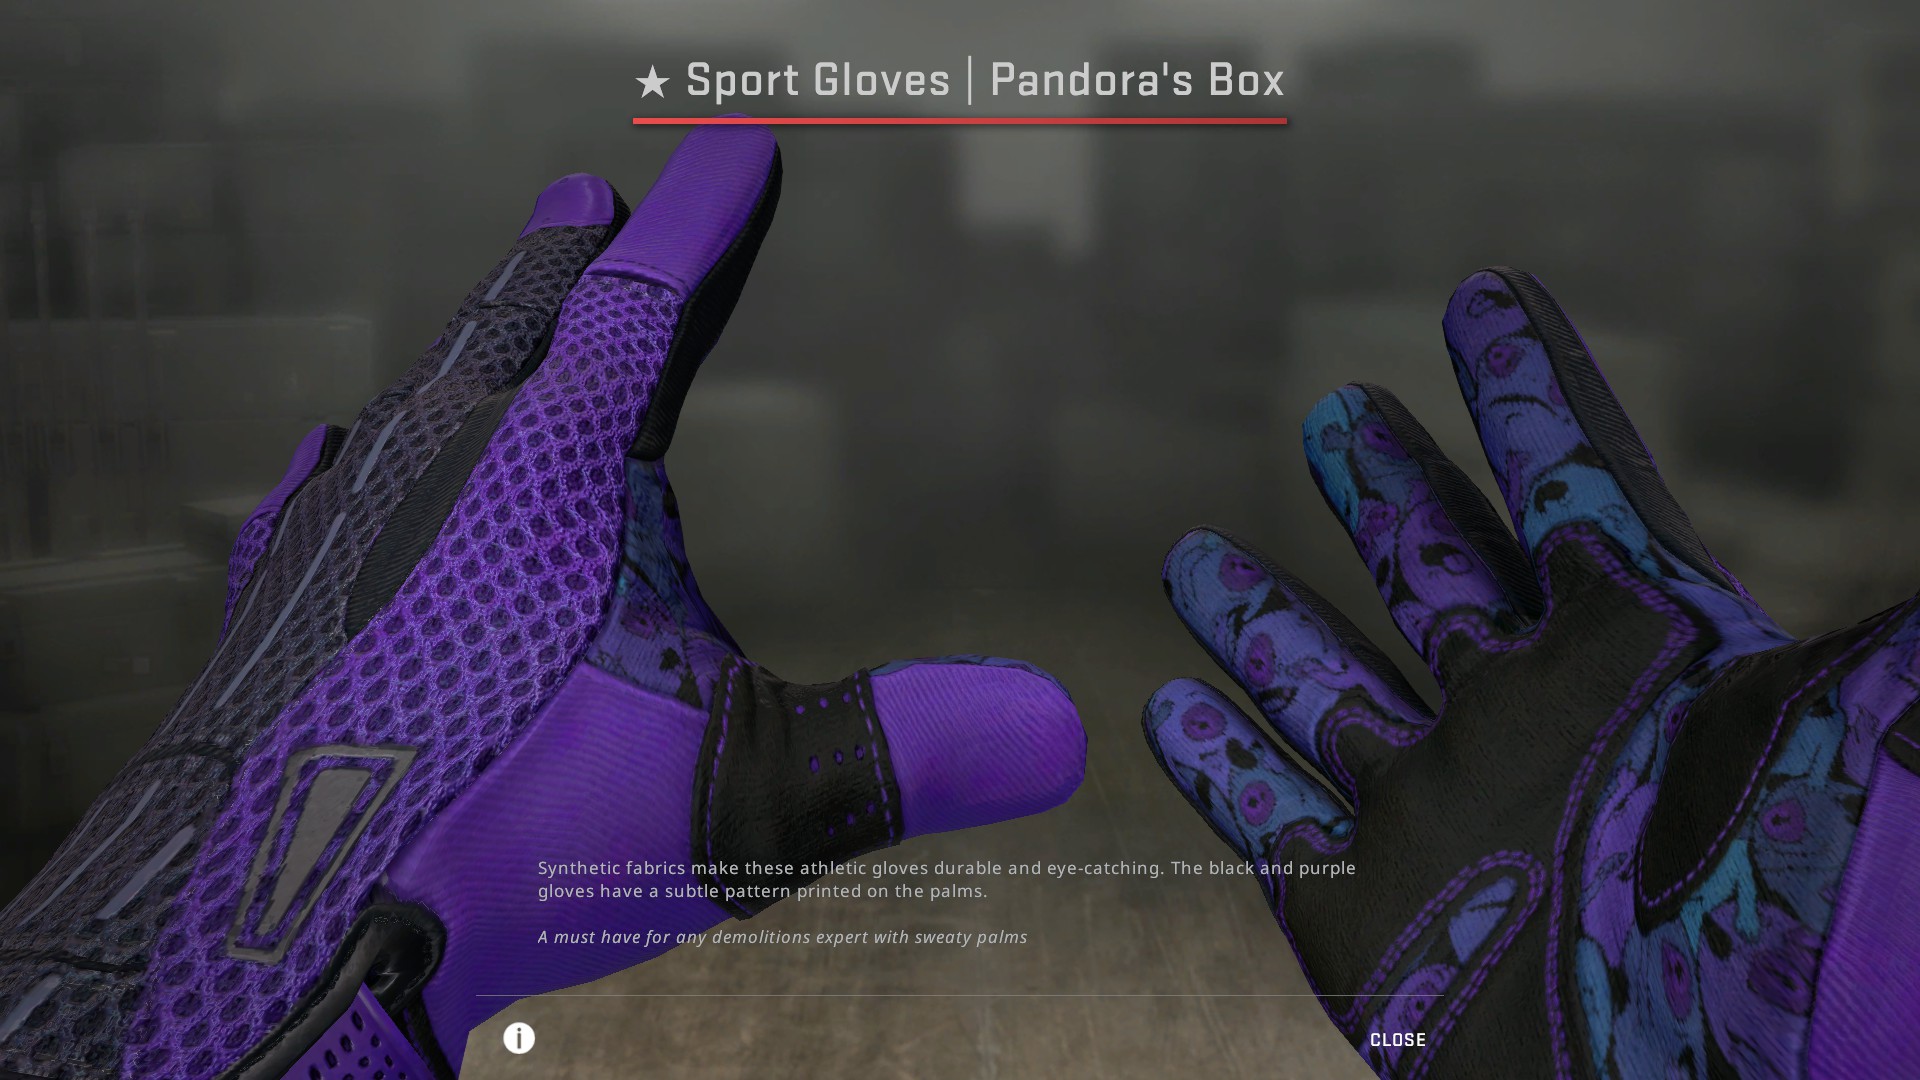 ★ Sport Gloves | Pandora's Box
Synthetic fabrics make these athletic gloves durable and eye-catching. The black and purple
gloves have a subtle pattern printed on the palms.
A must have for any demolitions expert with sweaty palms
i
CLOSE